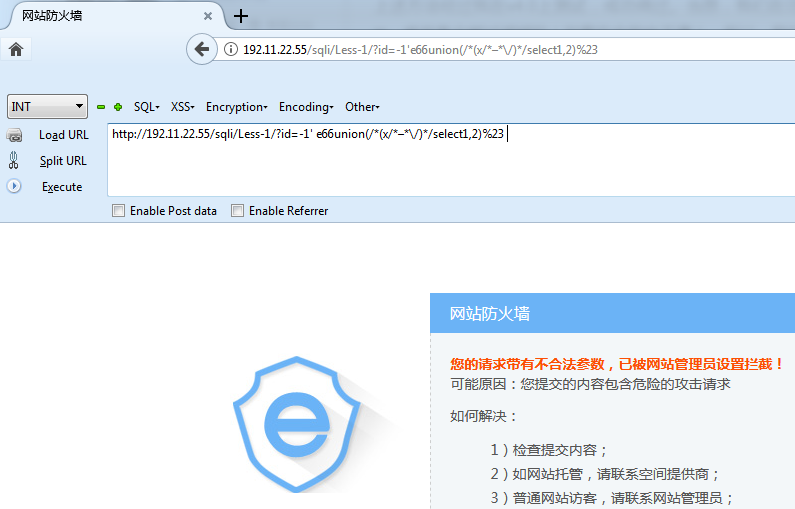 网站防火墙
192.11.22.55/sqli/Less-1/?id=-1'e66union(/*(x/*–*\/)*/select1,2)%23
INT SQL XSS Encryption Encoding Other
Load URL http://192.11.22.55/sqli/Less-1/?id=-1' e66union(/*(x/*–*\/)*/select1,2)%23
Split URL
Execute
Enable Post data Enable Referrer
网站防火墙
您的请求带有不合法参数，已被网站管理员设置拦截！
可能原因：您提交的内容包含危险的攻击请求
如何解决：
1）检查提交内容；
2）如网站托管，请联系空间提供商；
3）普通网站访客，请联系网站管理员；